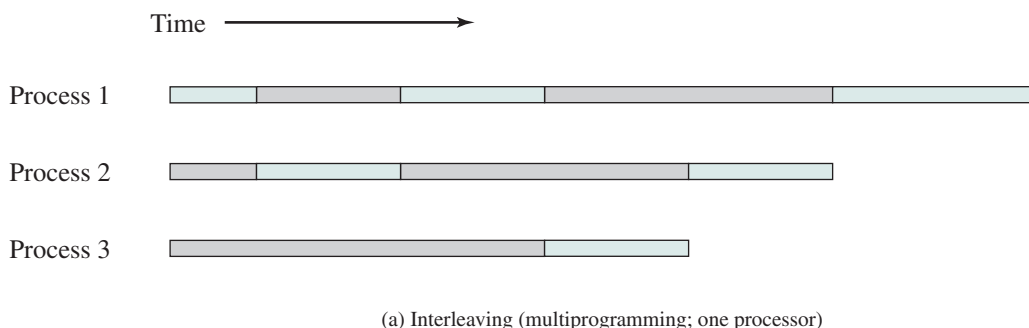 Time
Process 1
Process 2
Process 3
(a) Interleaving (multiprogramming; one processor)